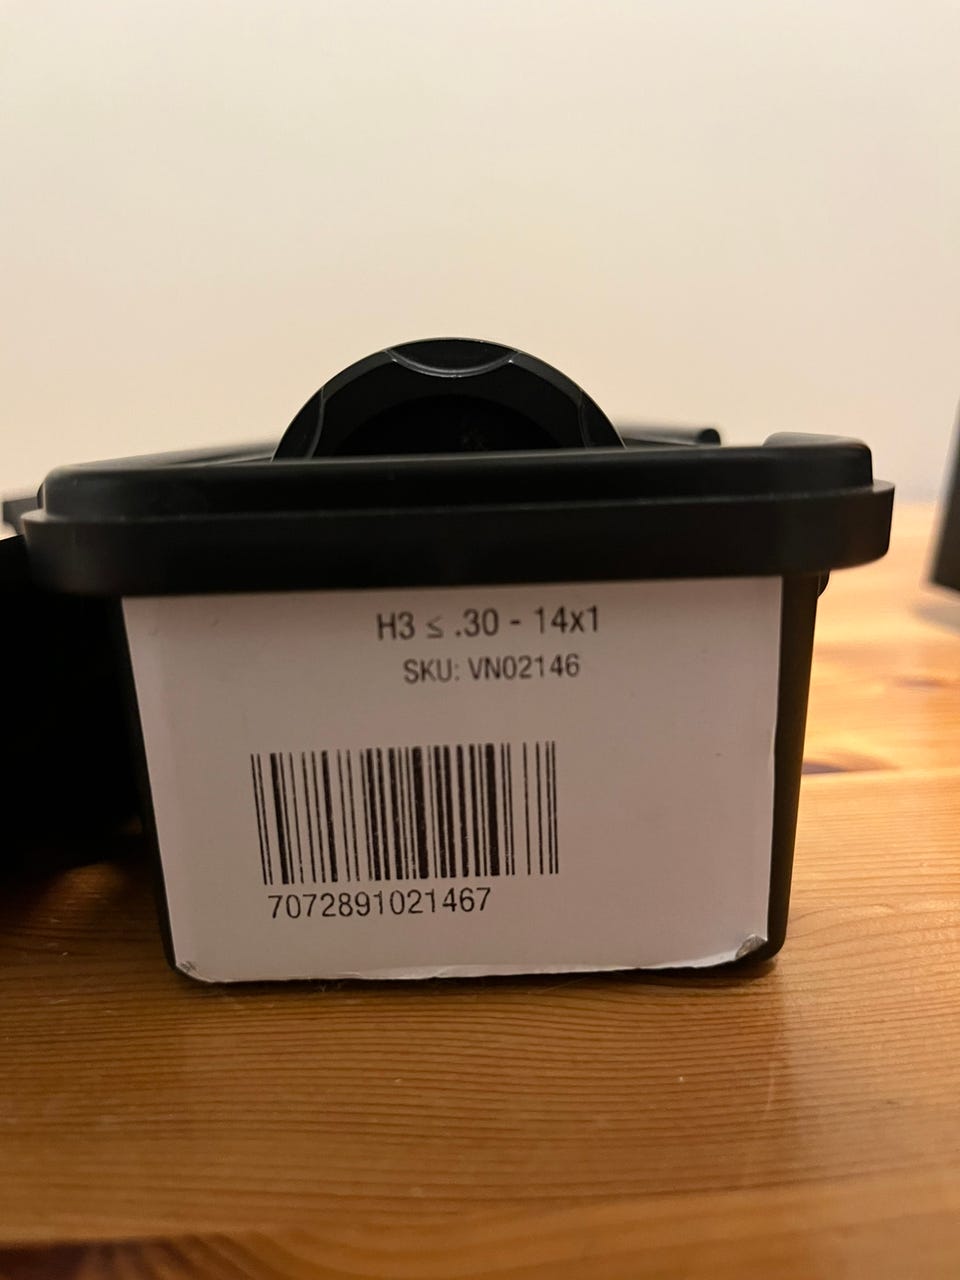 H3 ≤ .30 - 14x1
SKU: VN02146
7072891021467